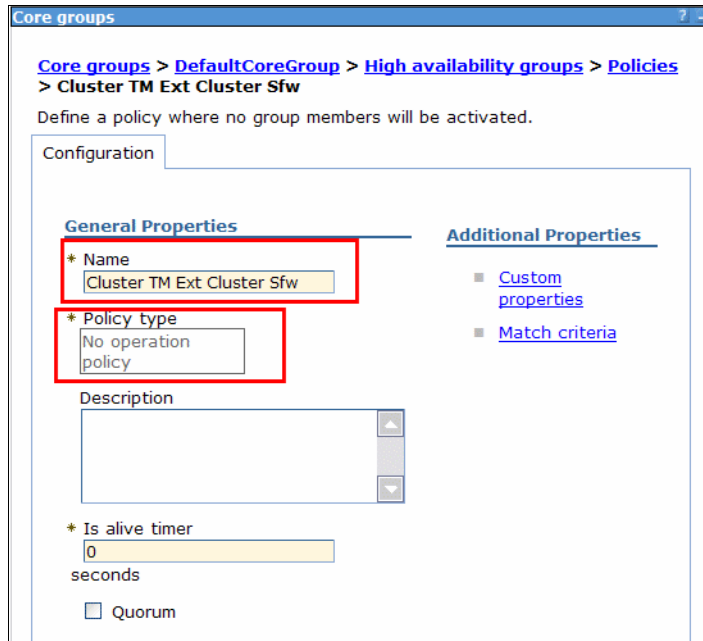 Core groups
?
Core groups > DefaultCoreGroup > High availability groups > Policies
> Cluster TM Ext Cluster Sfw
Define a policy where no group members will be activated.
Configuration
General Properties
* Name
Cluster TM Ext Cluster Sfw
* Policy type
No operation
policy
Description
* Is alive timer
0
seconds
Quorum
Additional Properties
Custom
properties
Match criteria